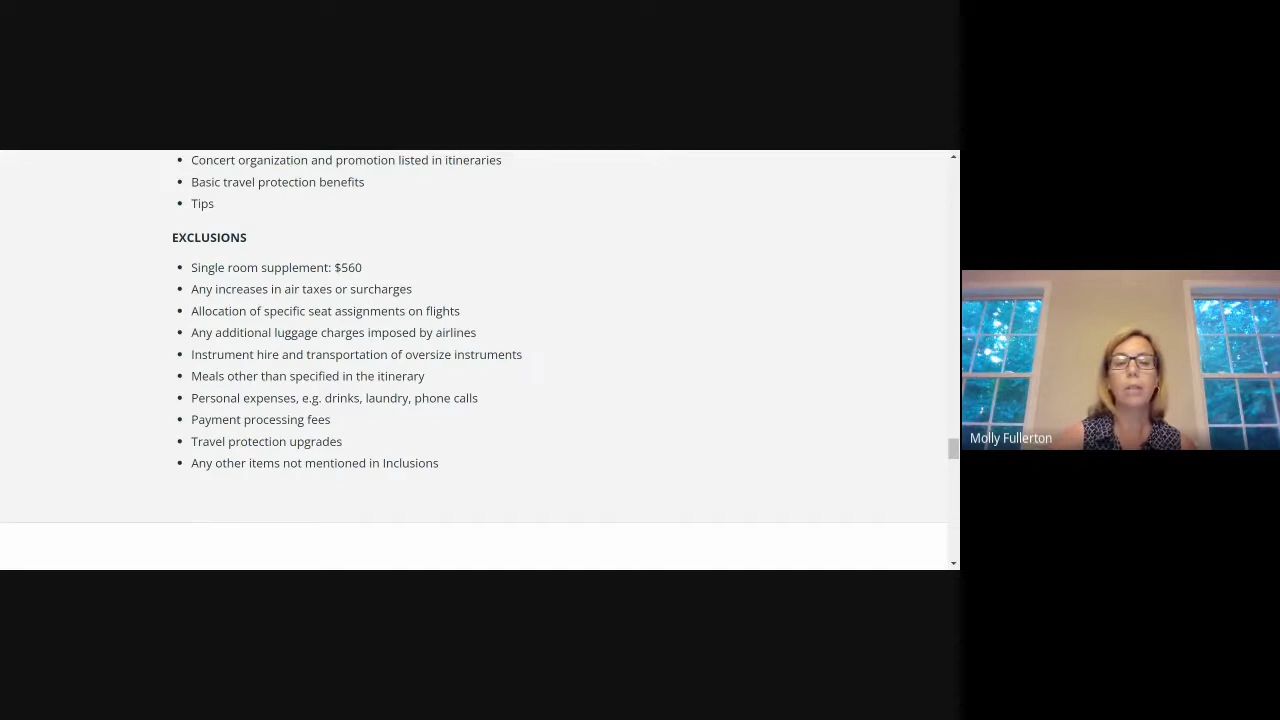 Concert organization and promotion listed in itineraries
Basic travel protection benefits
Tips
EXCLUSIONS
Single room supplement: $560
Any increases in air taxes or surcharges
Allocation of specific seat assignments on flights
Any additional luggage charges imposed by airlines
Instrument hire and transportation of oversize instruments
Meals other than specified in the itinerary
Personal expenses, e.g. drinks, laundry, phone calls
Payment processing fees
Travel protection upgrades
Any other items not mentioned in Inclusions
Molly Fullerton